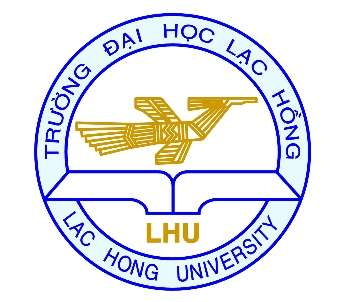 TRƯỜNG ĐẠI HỌC LẠC HỒNG
LHU
LAC HONG UNIVERSITY